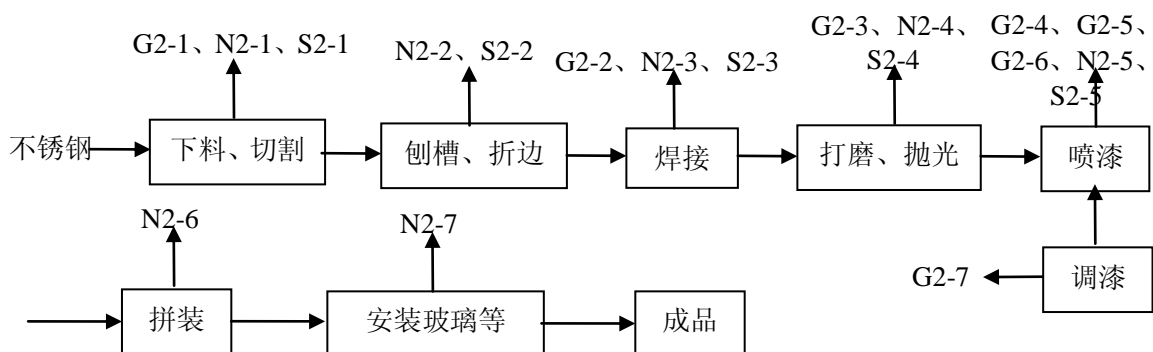 G2-1、N2-1、S2-1
N2-2、S2-2
G2-2、N2-3、S2-3
G2-3、N2-4、
S2-4
G2-4、G2-5、
G2-6、N2-5、
S2-5
不锈钢
下料、切割
刨槽、折边
焊接
打磨、抛光
喷漆
N2-6
N2-7
G2-7
调漆
拼装
安装玻璃等
成品